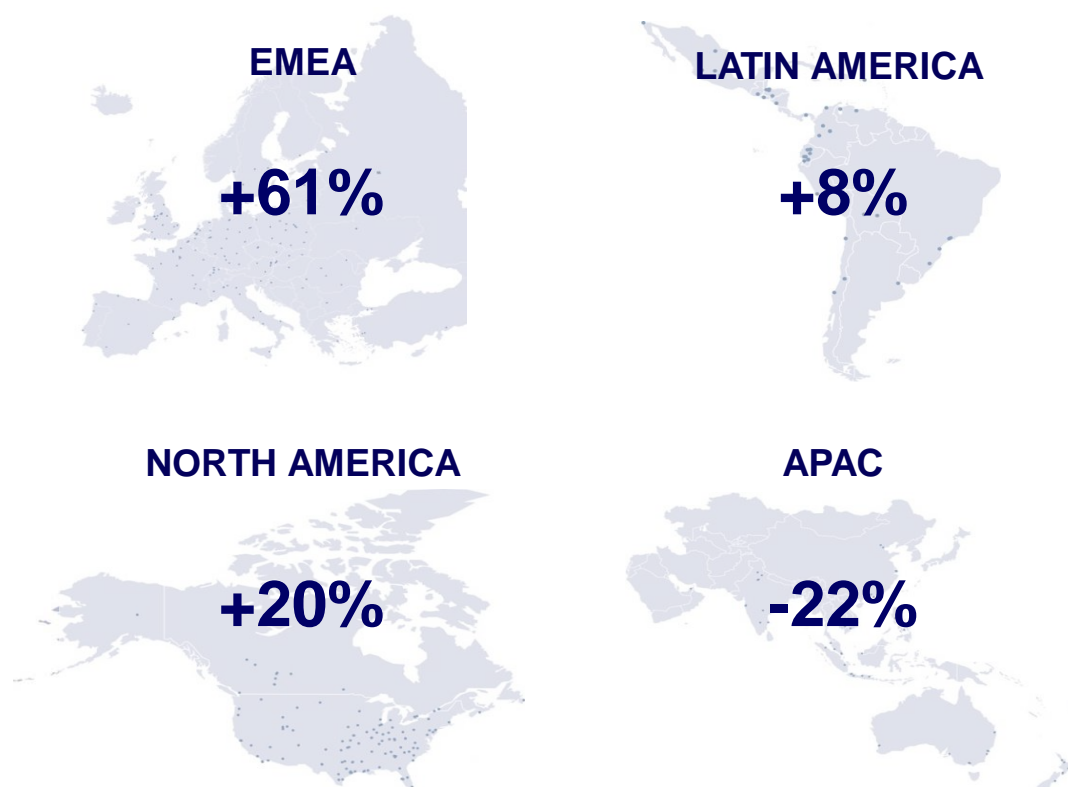 EMEA
+61%
LATIN AMERICA
+8%
NORTH AMERICA
+20%
APAC
-22%